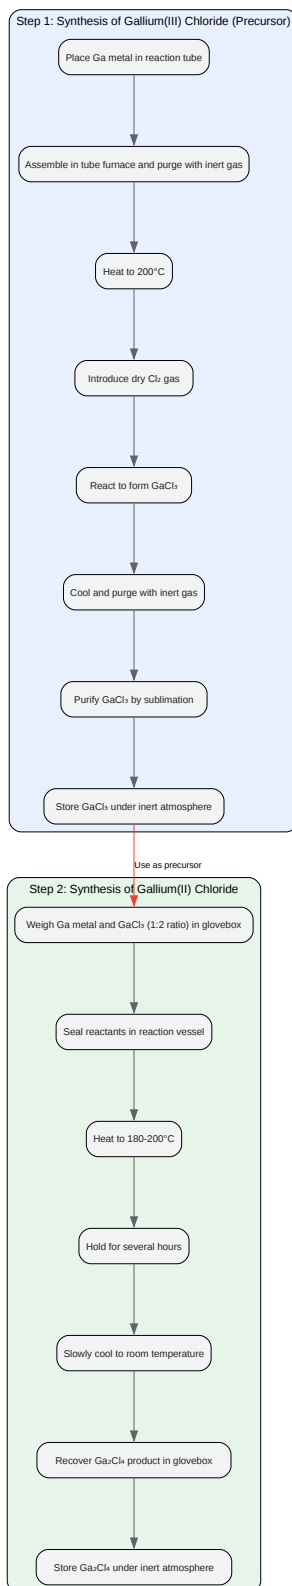 Step 1: Synthesis of Gallium(III) Chloride (Precursor)
Place Ga metal in reaction tube
Assemble in tube furnace and purge with inert gas
Heat to 200°C
Introduce dry Cl₂ gas
React to form GaCl₃
Cool and purge with inert gas
Purify GaCl₃ by sublimation
Store GaCl₃ under inert atmosphere
Use as precursor
Step 2: Synthesis of Gallium(II) Chloride
Weigh Ga metal and GaCl₃ (1:2 ratio) in glovebox
Seal reactants in reaction vessel
Heat to 180-200°C
Hold for several hours
Slowly cool to room temperature
Recover Ga₂Cl₄ product in glovebox
Store Ga₂Cl₄ under inert atmosphere